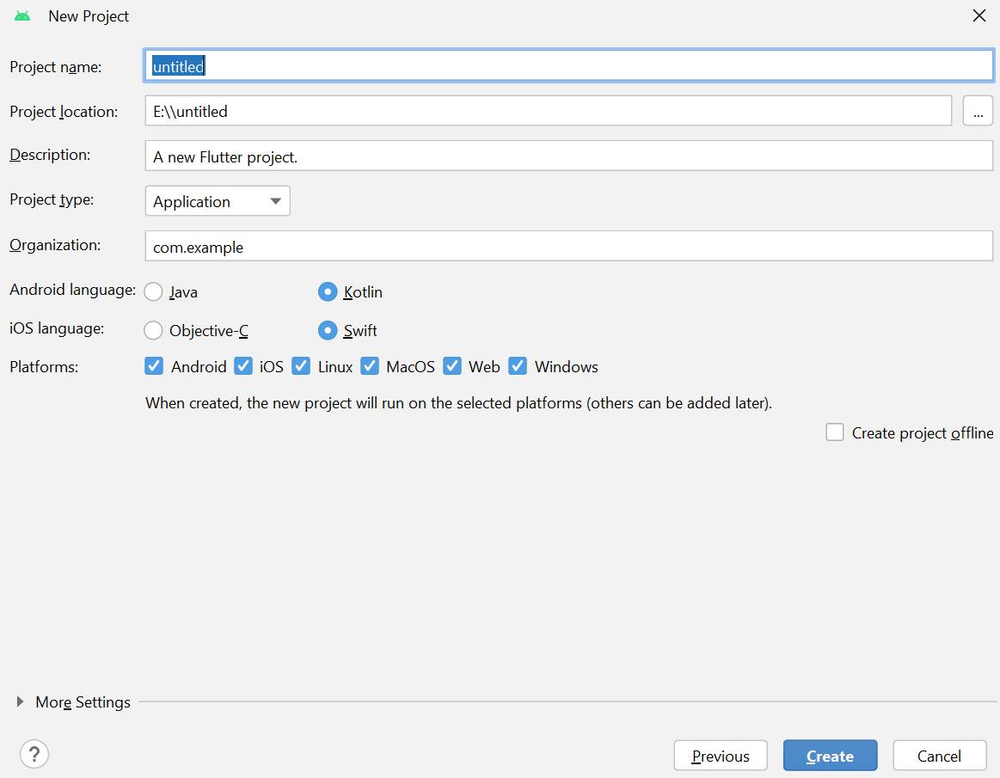 New Project
Project name: untitled
Project location: E:\\untitled ...
Description: A new Flutter project.
Project type: Application
Organization: com.example
Android language: Java Kotlin
iOS language: Objective-C Swift
Platforms: Android iOS Linux MacOS Web Windows
When created, the new project will run on the selected platforms (others can be added later).
Create project offline
More Settings
? Previous Create Cancel